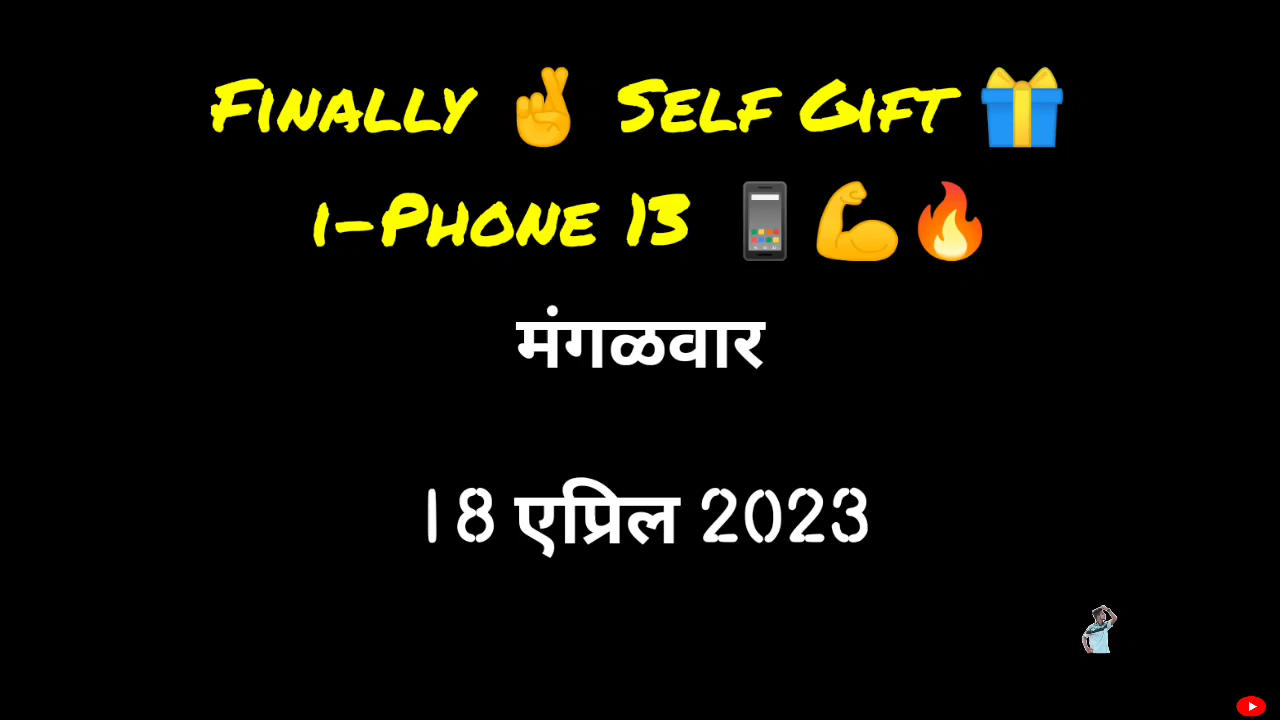 Finally 🤞 Self Gift 🎁
i-Phone 13 📱💪🔥
मंगळवार
18 एप्रिल 2023